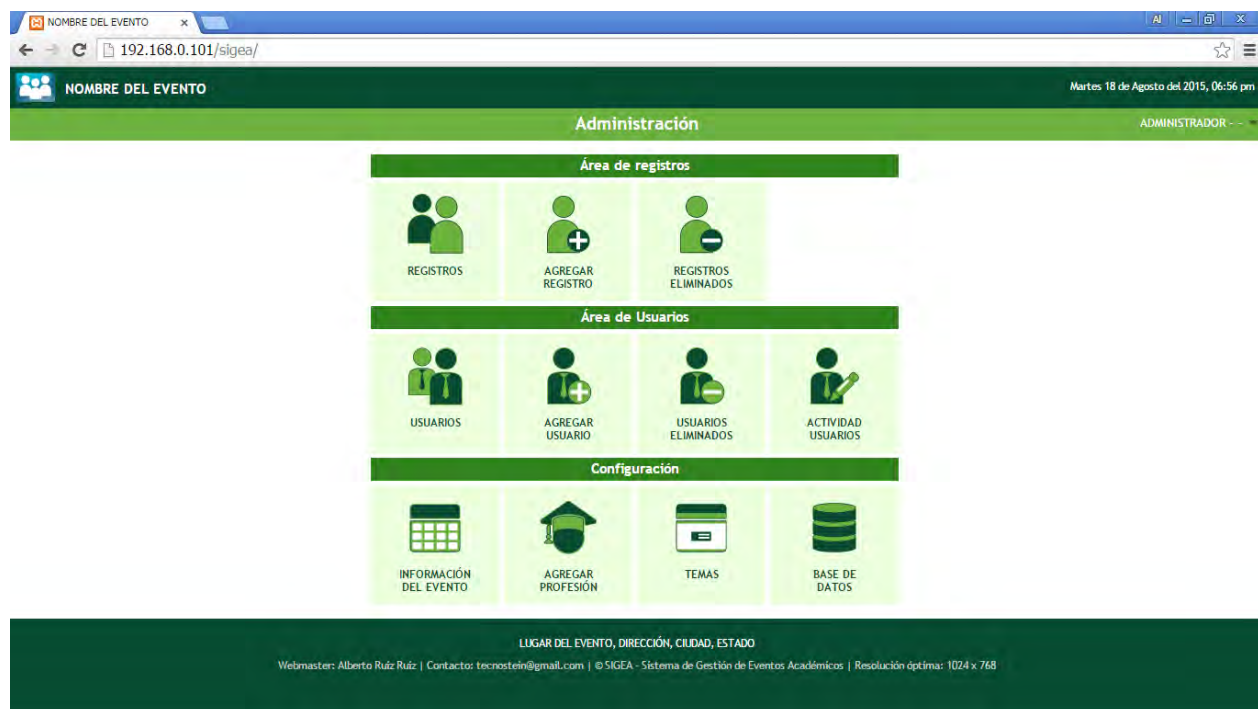 NOMBRE DEL EVENTO x
Al
192.168.0.101/sigea/
NOMBRE DEL EVENTO
Martes 18 de Agosto del 2015, 06:56 pm
Administración
ADMINISTRADOR - -
Área de registros
REGISTROS
AGREGAR
REGISTRO
REGISTROS
ELIMINADOS
Área de Usuarios
USUARIOS
AGREGAR
USUARIO
USUARIOS
ELIMINADOS
ACTIVIDAD
USUARIOS
Configuración
INFORMACIÓN
DEL EVENTO
AGREGAR
PROFESIÓN
TEMAS
BASE DE
DATOS
LUGAR DEL EVENTO, DIRECCIÓN, CIUDAD, ESTADO
Webmaster: Alberto Ruiz Ruiz | Contacto: tecnostein@gmail.com | © SIGEA - Sistema de Gestión de Eventos Académicos | Resolución óptima: 1024 x 768